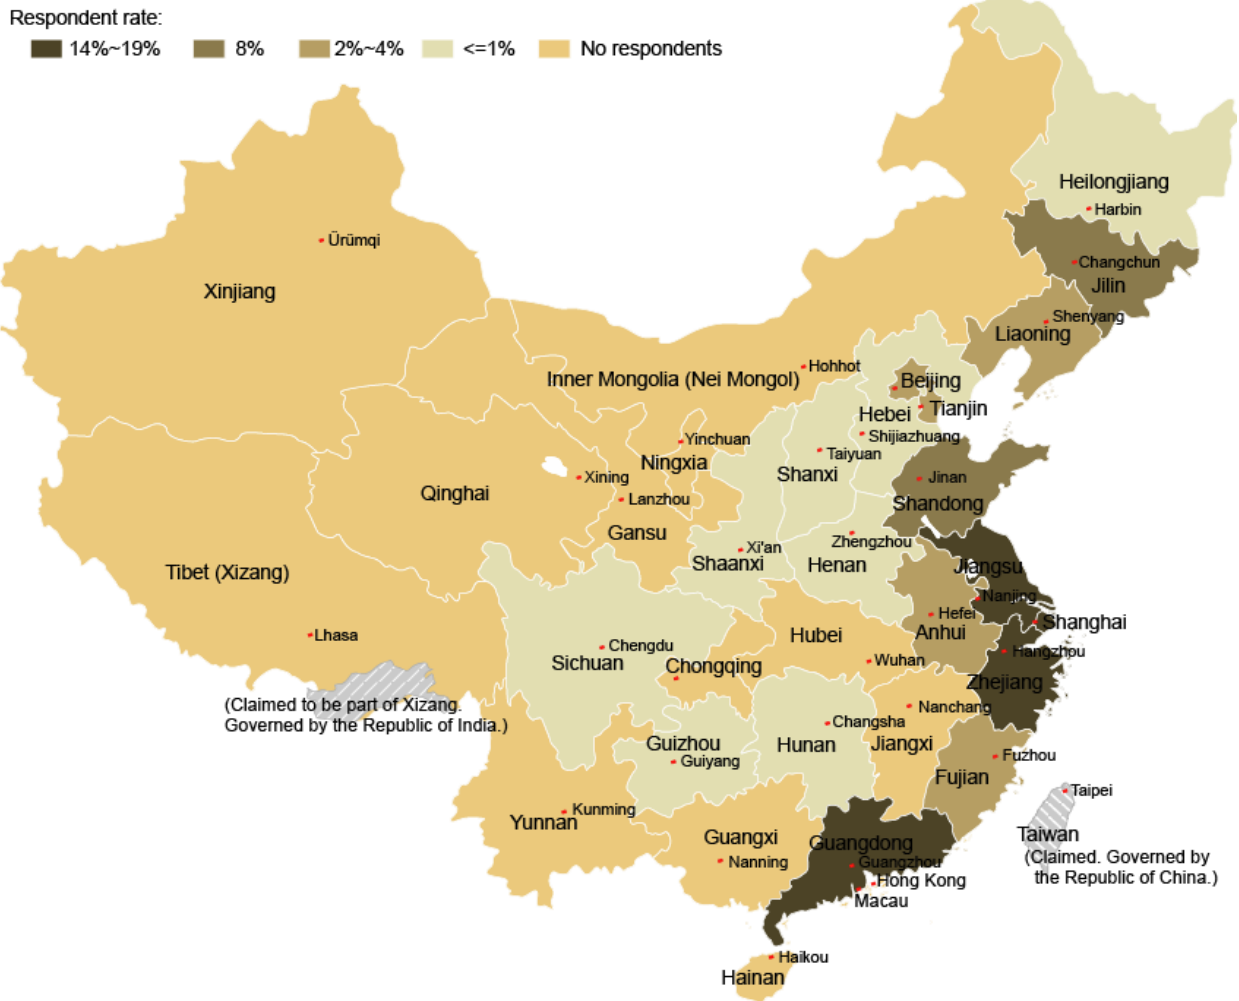 Respondent rate:
14%~19%
8%
2%~4%
<=1%
No respondents
Heilongjiang
Harbin
Ürümqi
Changchun
Jilin
Xinjiang
Shenyang
Liaoning
Hohhot
Inner Mongolia (Nei Mongol)
Beijing
Tianjin
Hebei
Shijiazhuang
Yinchuan
Taiyuan
Ningxia
Shanxi
Xining
Jinan
Qinghai
Lanzhou
Shandong
Gansu
Zhengzhou
Xi'an
Shaanxi
Henan
Jiangsu
Tibet (Xizang)
Nanjing
Hefei
Shanghai
Anhui
Lhasa
Hubei
Chengdu
Hangzhou
Sichuan
Chongqing
Wuhan
Zhejiang
(Claimed to be part of Xizang.
Governed by the Republic of India.)
Nanchang
Changsha
Guizhou
Hunan
Jiangxi
Guiyang
Fuzhou
Fujian
Taipei
Kunming
Yunnan
Taiwan
(Claimed. Governed by
the Republic of China.)
Guangxi
Guangdong
Nanning
Guangzhou
Hong Kong
Macau
Haikou
Hainan